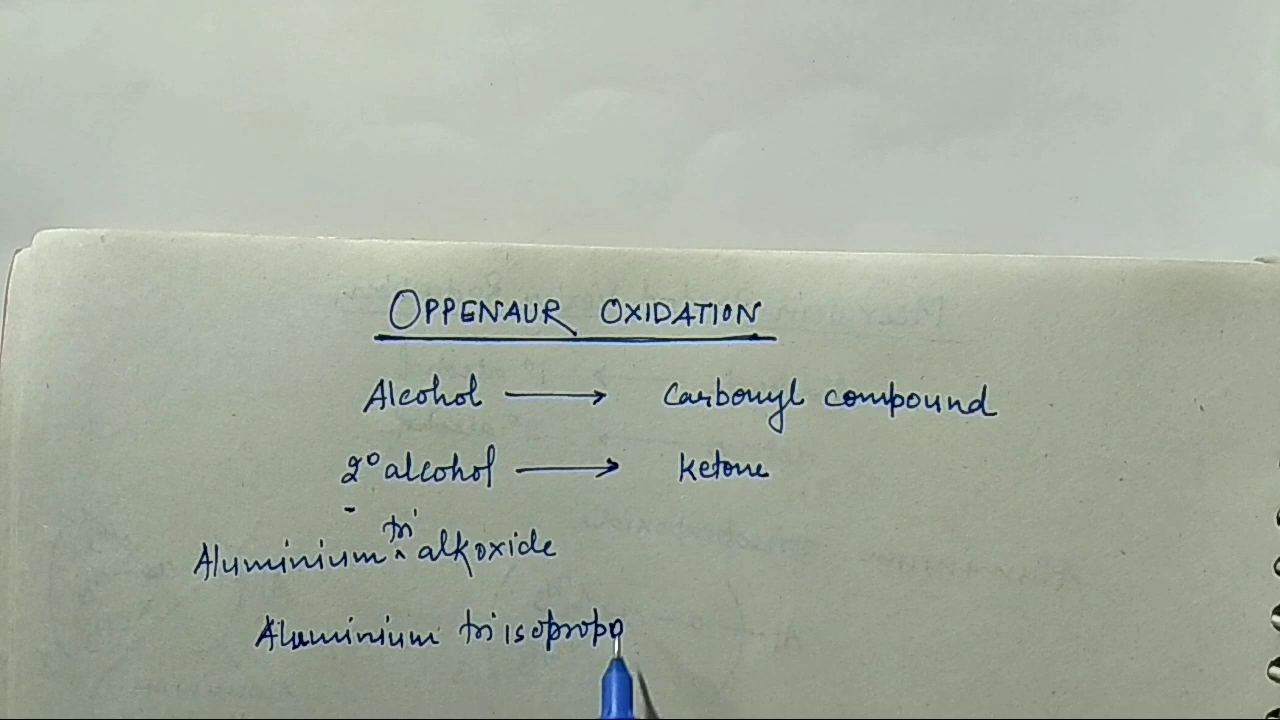 OPPENAUR OXIDATION
Alcohol → Carbonyl compound
2° alcohol → ketone
Aluminium tri alkoxide
Aluminium tri isopropo